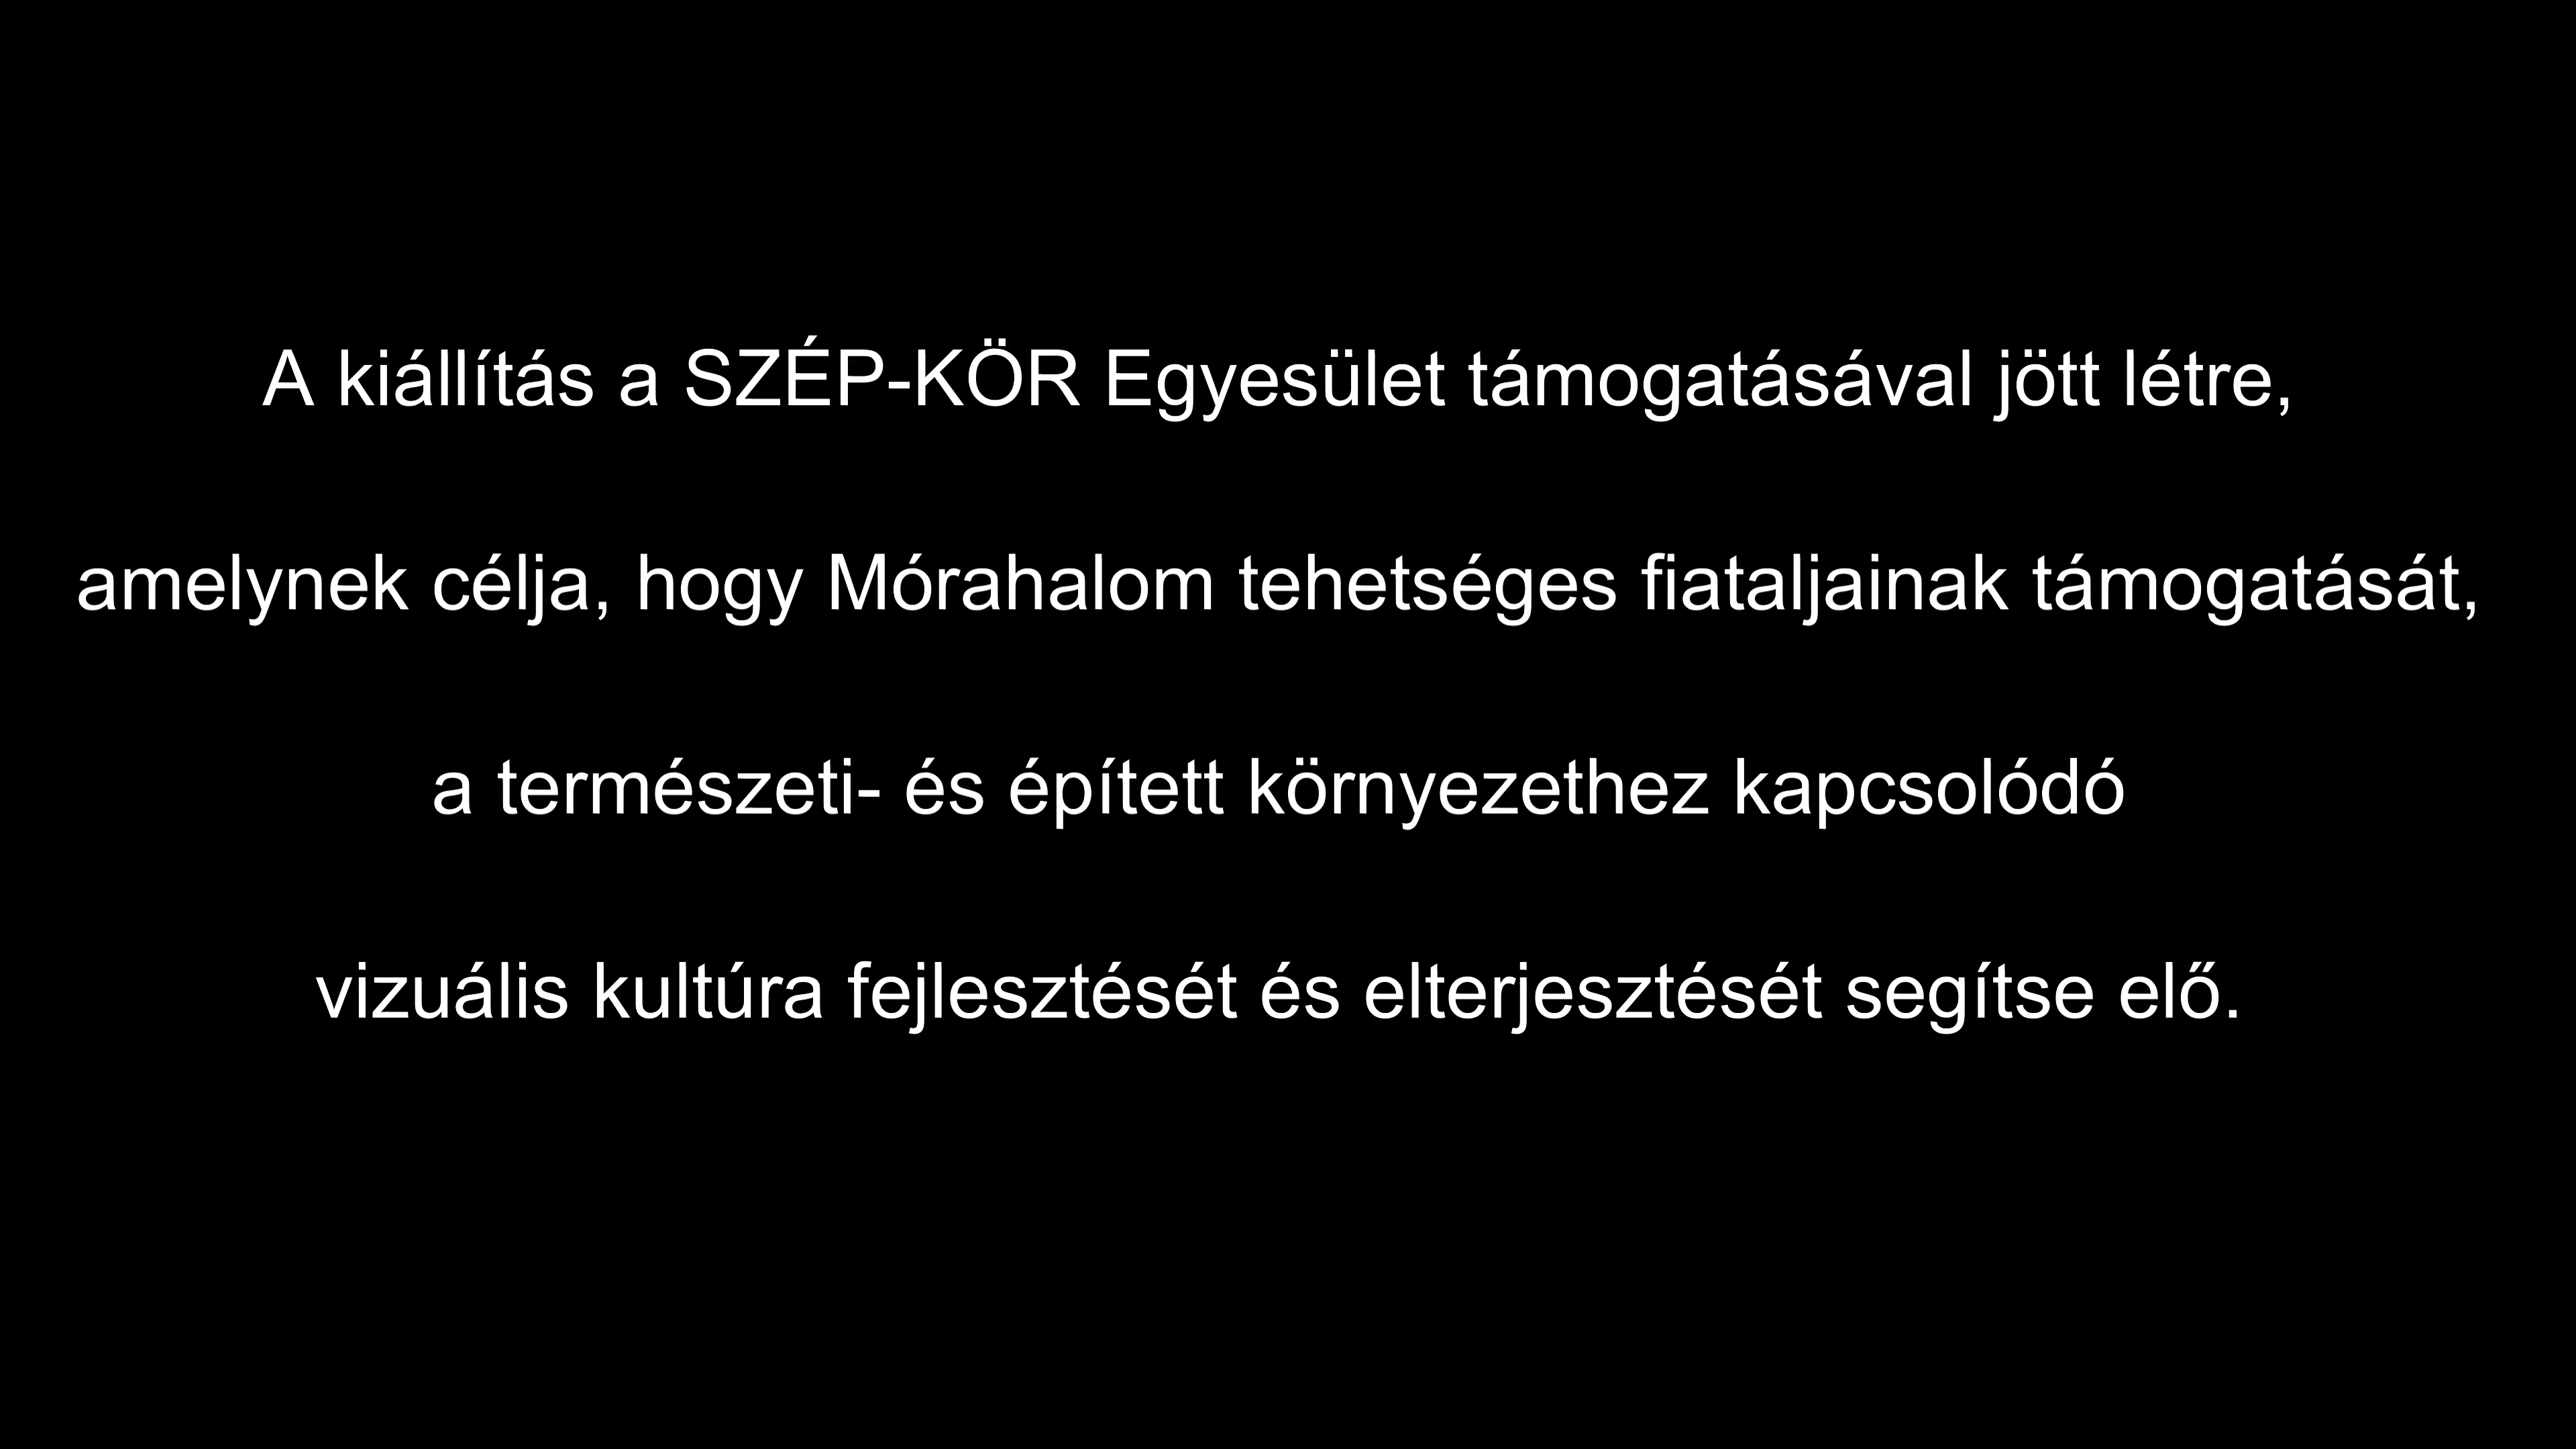 A kiállítás a SZÉP-KÖR Egyesület támogatásával jött létre,
amelynek célja, hogy Mórahalom tehetséges fiataljainak támogatását,
a természeti- és épített környezethez kapcsolódó
vizuális kultúra fejlesztését és elterjesztését segítse elő.